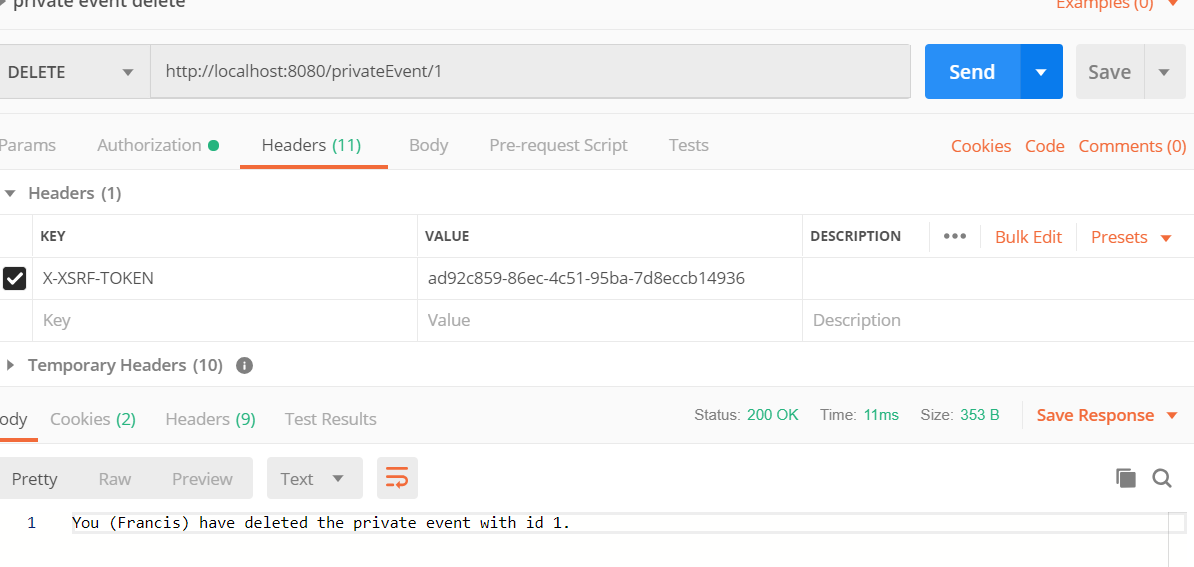 private event delete
Examples (0)
DELETE
http://localhost:8080/privateEvent/1
Send
Save
Params
Authorization
Headers (11)
Body
Pre-request Script
Tests
Cookies
Code
Comments (0)
Headers (1)
KEY
VALUE
DESCRIPTION
Bulk Edit
Presets
X-XSRF-TOKEN
ad92c859-86ec-4c51-95ba-7d8eccb14936
Key
Value
Description
Temporary Headers (10)
ody
Cookies (2)
Headers (9)
Test Results
Status: 200 OK
Time: 11ms
Size: 353 B
Save Response
Pretty
Raw
Preview
Text
1
You (Francis) have deleted the private event with id 1.